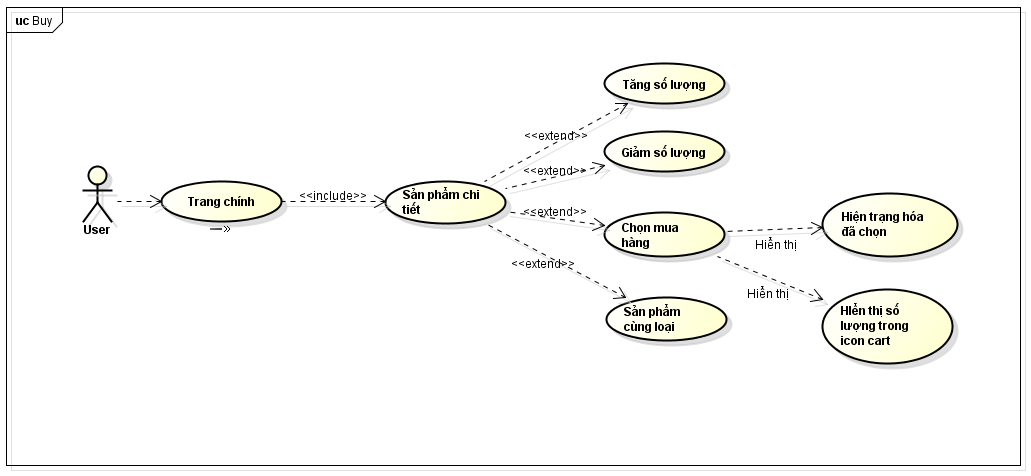 uc Buy
Tăng số lượng
<<extend>>
Giảm số lượng
<<extend>>
User
Trang chính
<<include>>
Sản phẩm chi
tiết
<<extend>>
Chọn mua
hàng
Hiển thị
Hiện trạng hóa
đã chọn
<<extend>>
Sản phẩm
cùng loại
Hiển thị
HIển thị số
lượng trong
icon cart